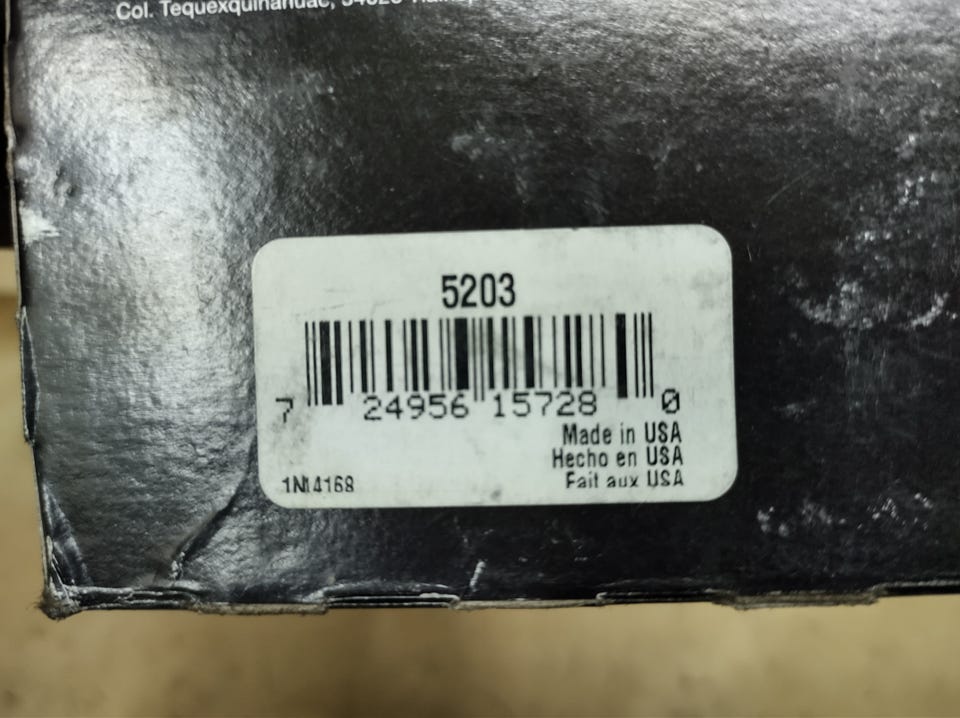 Col. Tequexquinahuac,
5203
7 24956 15728 0
Made in USA
Hecho en USA
Fait aux USA
1N14168